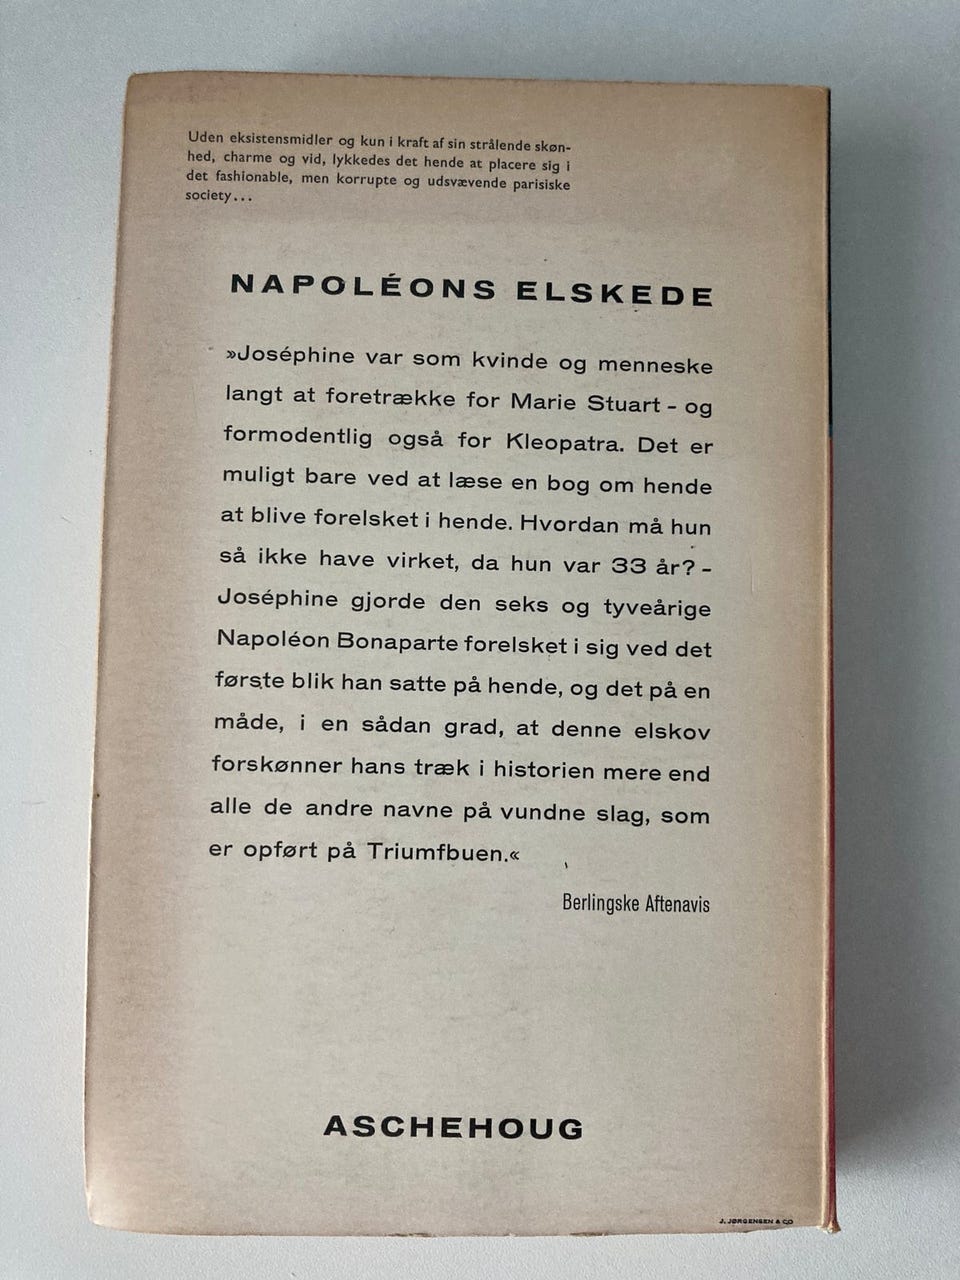 Uden eksistensmidler og kun i kraft af sin strålende skøn-
hed, charme og vid, lykkedes det hende at placere sig i
det fashionable, men korrupte og udsvævende parisiske
society...
NAPOLÉONS ELSKEDE
»Joséphine var som kvinde og menneske
langt at foretrække for Marie Stuart - og
formodentlig også for Kleopatra. Det er
muligt bare ved at læse en bog om hende
at blive forelsket i hende. Hvordan må hun
så ikke have virket, da hun var 33 år? -
Joséphine gjorde den seks og tyveårige
Napoléon Bonaparte forelsket i sig ved det
første blik han satte på hende, og det på en
måde, i en sådan grad, at denne elskov
forskønner hans træk i historien mere end
alle de andre navne på vundne slag, som
er opført på Triumfbuen.«
Berlingske Aftenavis
ASCHEHOUG
J. JØRGENSEN & CO